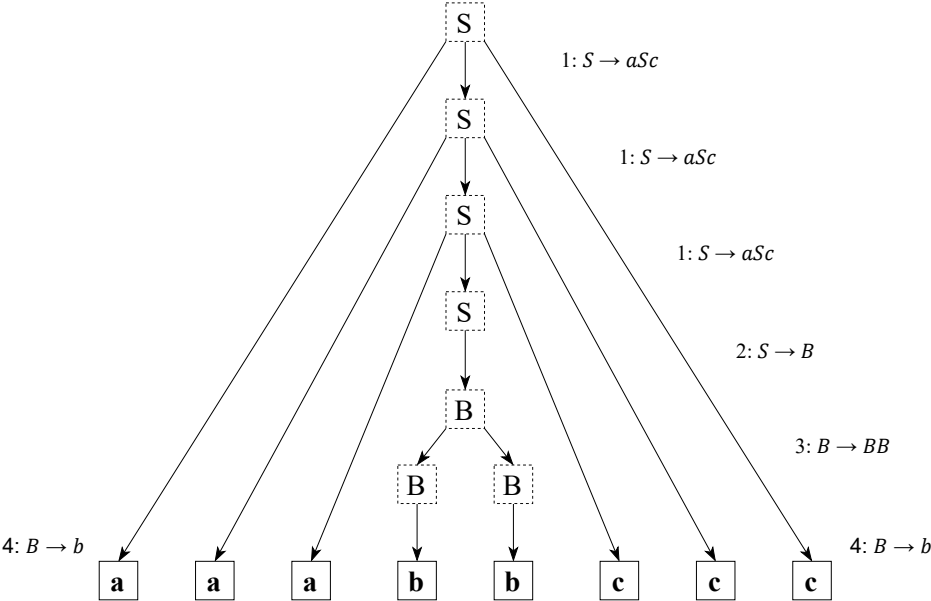 S
1: S → aSc
S
1: S → aSc
S
1: S → aSc
S
2: S → B
B
3: B → BB
B B
4: B → b 4: B → b
a a a b b c c c